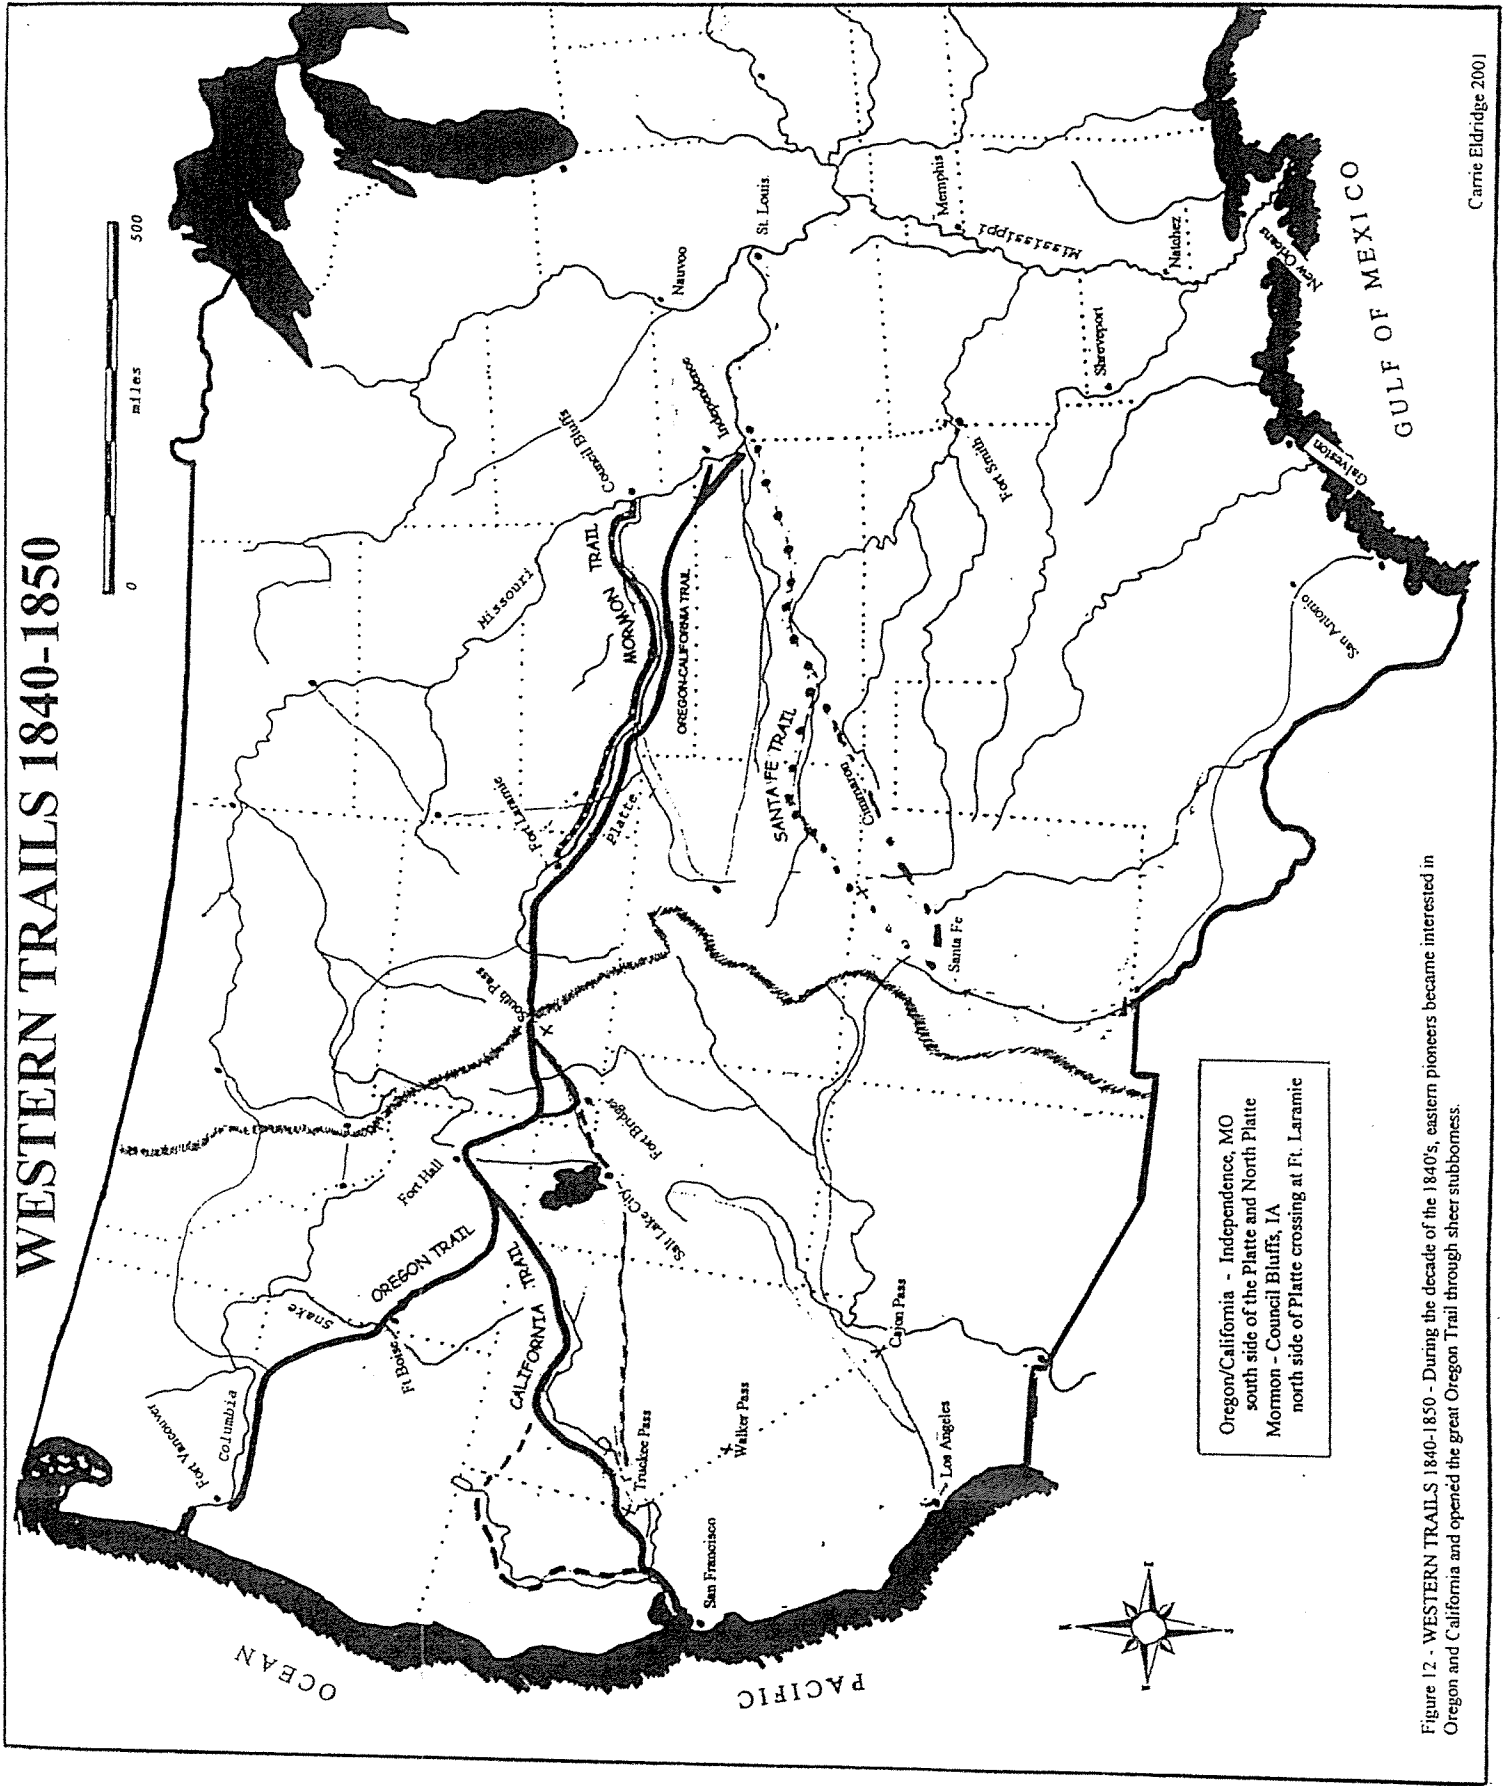 WESTERN TRAILS 1840-1850
0
miles
500
Fort Vancouver
Columbia
Snake
OREGON TRAIL
Ft Boise
Fort Hall
CALIFORNIA
TRAIL
South Pass
Fort Laramie
Platte
Missouri
MORMON
TRAIL
Council Bluffs
OREGON-CALIFORNIA TRAIL
Independence
Nauvoo
St. Louis
Fort Bridger
Salt Lake City
Truckee Pass
Walker Pass
San Francisco
Cajon Pass
Los Angeles
SANTA FE TRAIL
Cimmaron
Santa Fe
Fort Smith
Memphis
Mississippi
Natchez
Shreveport
New Orleans
Galveston
San Antonio
PACIFIC
OCEAN
GULF OF MEXICO
Oregon/California - Independence, MO
south side of the Platte and North Platte
Mormon - Council Bluffs, IA
north side of Platte crossing at Ft. Laramie
Carrie Eldridge 2001
Figure 12 - WESTERN TRAILS 1840-1850 - During the decade of the 1840's, eastern pioneers became interested in
Oregon and California and opened the great Oregon Trail through sheer stubborness.